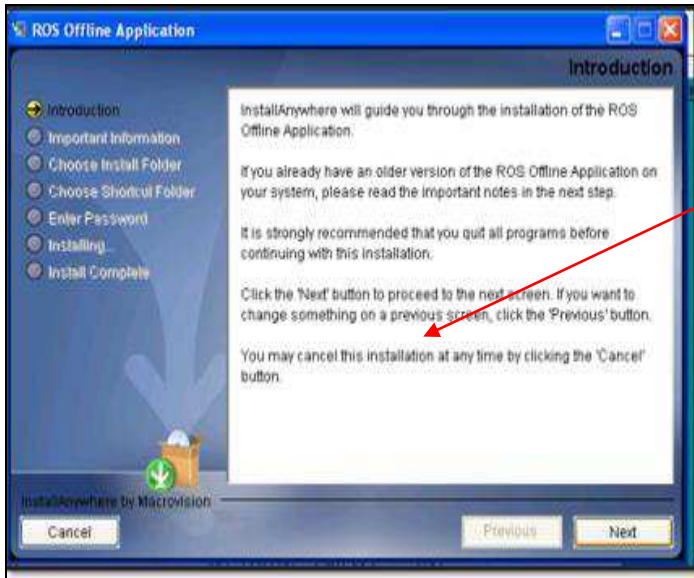 ROS Offline Application
Introduction
Introduction
Important Information
Choose Install Folder
Choose Shortcut Folder
Enter Password
Installing...
Install Complete
InstallAnywhere will guide you through the installation of the ROS
Offline Application.
If you already have an older version of the ROS Offline Application on
your system, please read the important notes in the next step.
It is strongly recommended that you quit all programs before
continuing with this installation.
Click the 'Next' button to proceed to the next screen. If you want to
change something on a previous screen, click the 'Previous' button.
You may cancel this installation at any time by clicking the 'Cancel'
button.
InstallAnywhere by Macrovision
Cancel
Previous
Next